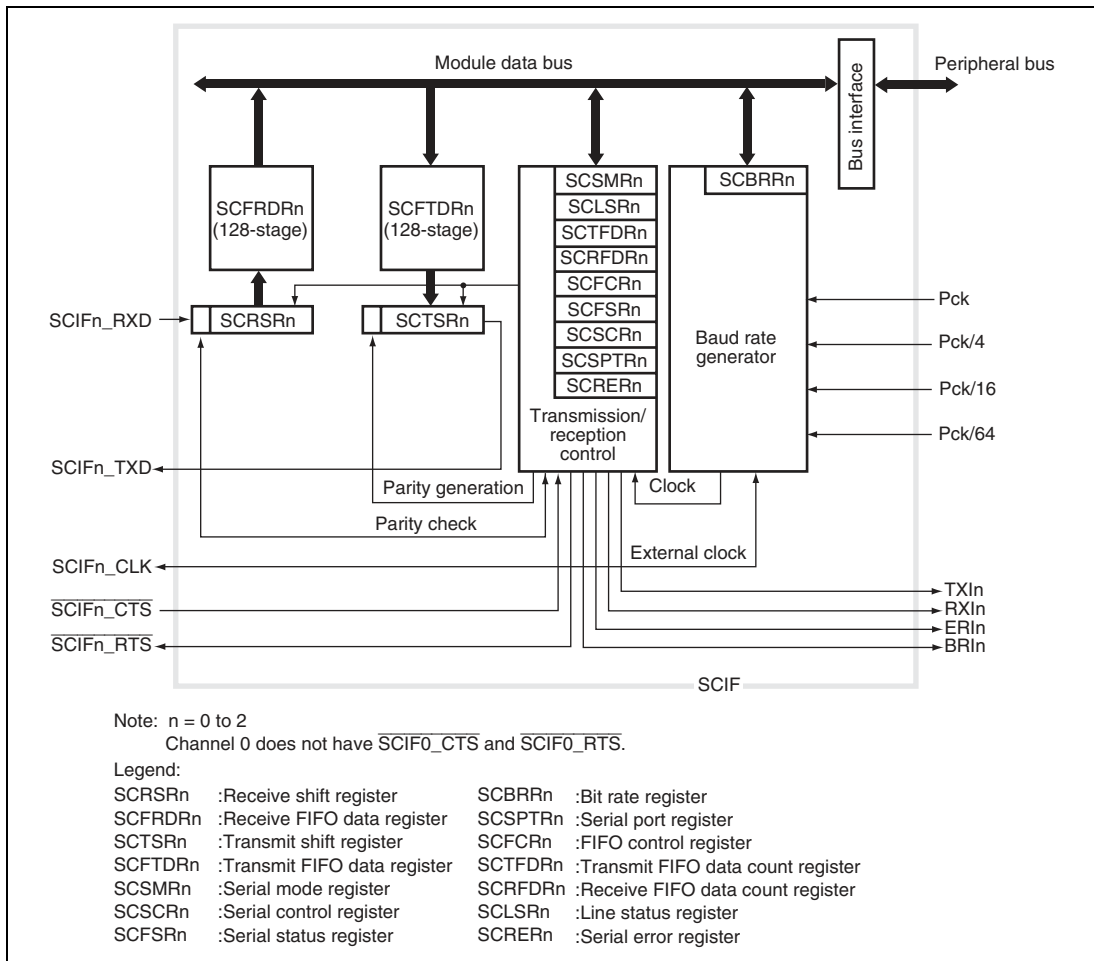 Module data bus
Peripheral bus
Bus interface
SCFRDRn
(128-stage)
SCFTDRn
(128-stage)
SCSMRn
SCLSRn
SCTFDRn
SCRFDRn
SCFCRn
SCFSRn
SCSCRn
SCSPTRn
SCRERn
Transmission/
reception
control
SCBRRn
Baud rate
generator
Pck
Pck/4
Pck/16
Pck/64
SCIFn_RXD
SCRSRn
SCTSRn
SCIFn_TXD
Parity generation
Parity check
Clock
External clock
SCIFn_CLK
SCIFn_CTS
SCIFn_RTS
TXIn
RXIn
ERIn
BRIn
SCIF
Note: n = 0 to 2
Channel 0 does not have SCIF0_CTS and SCIF0_RTS.
Legend:
SCRSRn :Receive shift register
SCFRDRn :Receive FIFO data register
SCTSRn :Transmit shift register
SCFTDRn :Transmit FIFO data register
SCSMRn :Serial mode register
SCSCRn :Serial control register
SCFSRn :Serial status register
SCBRRn :Bit rate register
SCSPTRn :Serial port register
SCFCRn :FIFO control register
SCTFDRn :Transmit FIFO data count register
SCRFDRn :Receive FIFO data count register
SCLSRn :Line status register
SCRERn :Serial error register